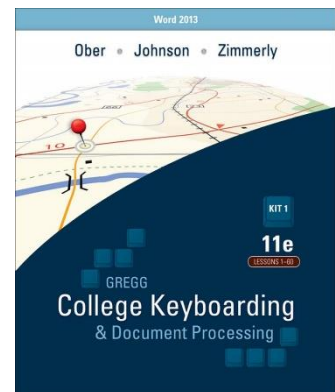 Word 2013
Ober • Johnson • Zimmerly
10
KIT 1
11e
LESSONS 1-60
GREGG
College Keyboarding
& Document Processing